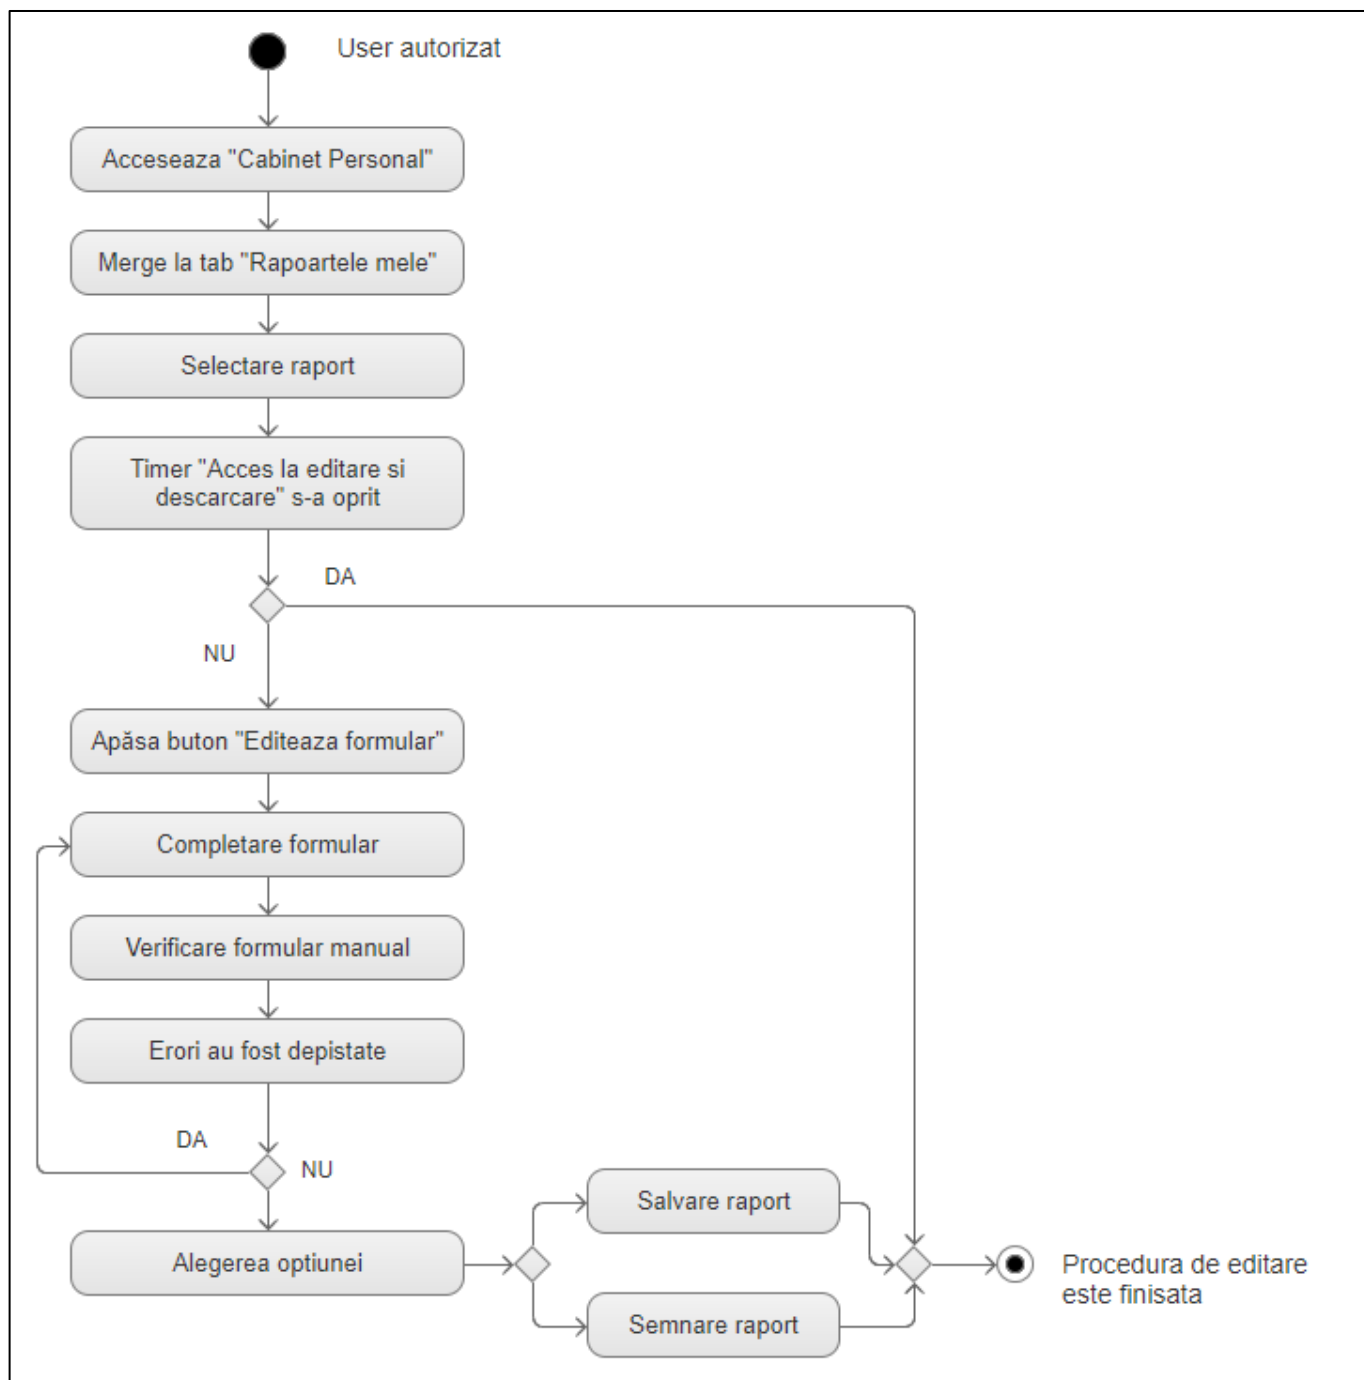 User autorizat
Acceseaza "Cabinet Personal"
Merge la tab "Rapoartele mele"
Selectare raport
Timer "Acces la editare si
descarcare" s-a oprit
DA
NU
Apăsa buton "Editeaza formular"
Completare formular
Verificare formular manual
Erori au fost depistate
DA
NU
Salvare raport
Alegerea optiunei
Procedura de editare
este finisata
Semnare raport